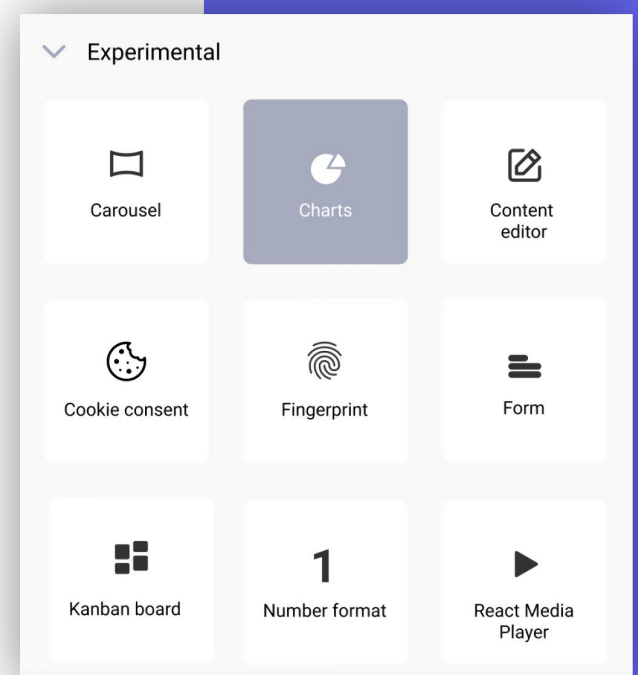 Experimental
Carousel
Charts
Content
editor
Cookie consent
Fingerprint
Form
Kanban board
1
Number format
React Media
Player